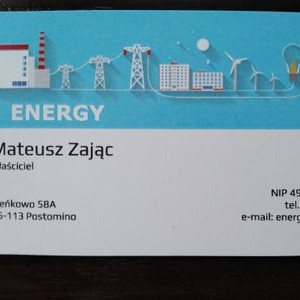 ENERGY
Mateusz Zając
łaściciel
eńkowo 58A
6-113 Postomino
NIP 49
tel.
e-mail: energ